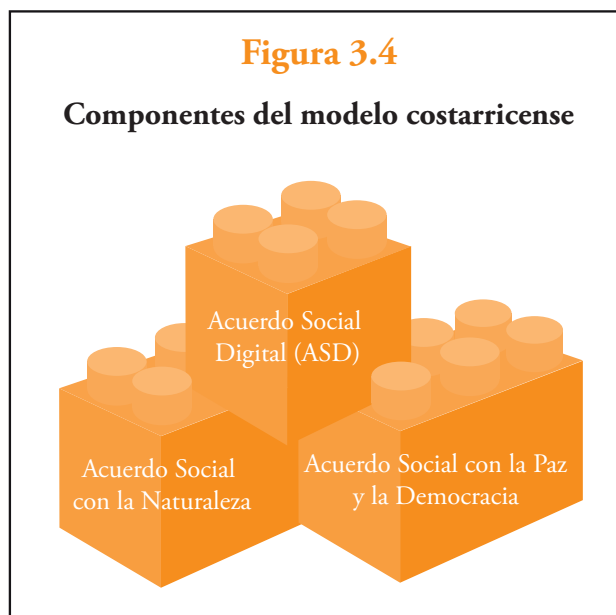 Figura 3.4
Componentes del modelo costarricense
Acuerdo Social
Digital (ASD)
Acuerdo Social
con la Naturaleza
Acuerdo Social con la Paz
y la Democracia